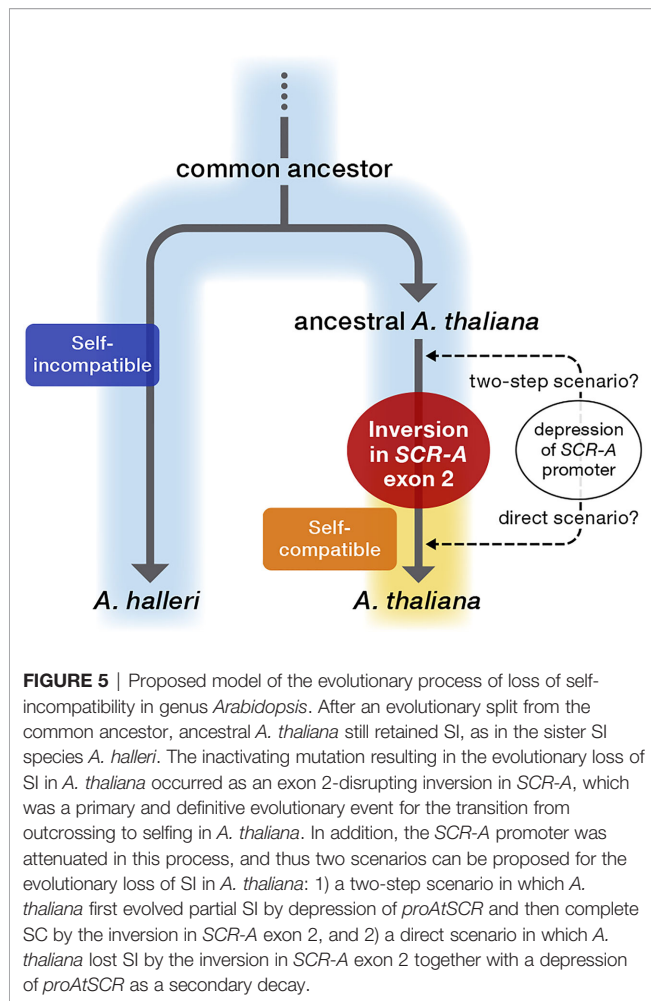 common ancestor
ancestral A. thaliana
Self-
incompatible
two-step scenario?
Inversion
in SCR-A
exon 2
depression
of SCR-A
promoter
Self-
compatible
direct scenario?
A. halleri
A. thaliana
FIGURE 5 | Proposed model of the evolutionary process of loss of self-
incompatibility in genus Arabidopsis. After an evolutionary split from the
common ancestor, ancestral A. thaliana still retained SI, as in the sister SI
species A. halleri. The inactivating mutation resulting in the evolutionary loss of
SI in A. thaliana occurred as an exon 2-disrupting inversion in SCR-A, which
was a primary and definitive evolutionary event for the transition from
outcrossing to selfing in A. thaliana. In addition, the SCR-A promoter was
attenuated in this process, and thus two scenarios can be proposed for the
evolutionary loss of SI in A. thaliana: 1) a two-step scenario in which A.
thaliana first evolved partial SI by depression of proAtSCR and then complete
SC by the inversion in SCR-A exon 2, and 2) a direct scenario in which A.
thaliana lost SI by the inversion in SCR-A exon 2 together with a depression
of proAtSCR as a secondary decay.